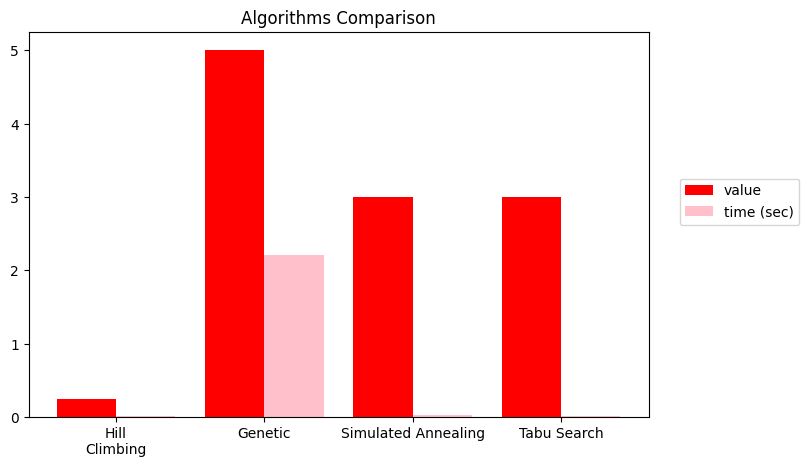 Algorithms Comparison
5
4
3
2
1
0
Hill
Climbing
Genetic
Simulated Annealing
Tabu Search
value
time (sec)